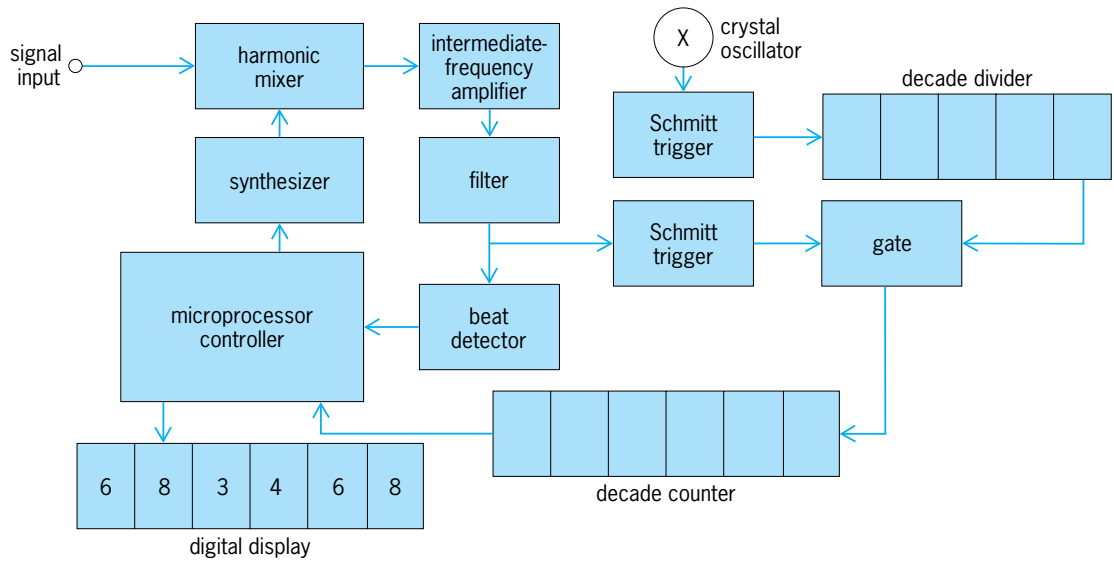 signal
input
harmonic
mixer
intermediate-
frequency
amplifier
X
crystal
oscillator
decade divider
Schmitt
trigger
synthesizer
filter
Schmitt
trigger
gate
microprocessor
controller
beat
detector
6 8 3 4 6 8
decade counter
digital display